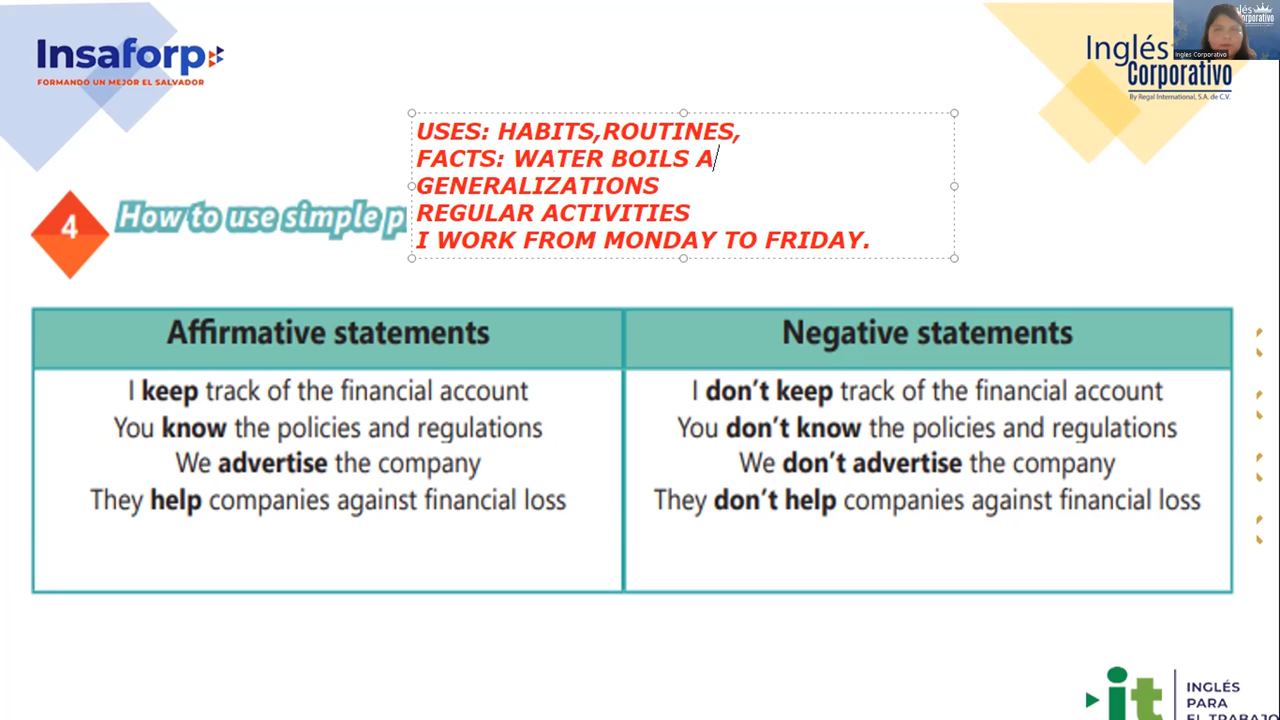 Insaforp
FORMANDO UN MEJOR EL SALVADOR
Inglés
Corporativo
By Regal International, S.A. de C.V.
Ingles Corporativo
USES: HABITS,ROUTINES,
FACTS: WATER BOILS A
GENERALIZATIONS
REGULAR ACTIVITIES
I WORK FROM MONDAY TO FRIDAY.
4
How to use simple p
Affirmative statements
I keep track of the financial account
You know the policies and regulations
We advertise the company
They help companies against financial loss
Negative statements
I don’t keep track of the financial account
You don’t know the policies and regulations
We don’t advertise the company
They don’t help companies against financial loss
it
INGLÉS
PARA
EL TRABAJO